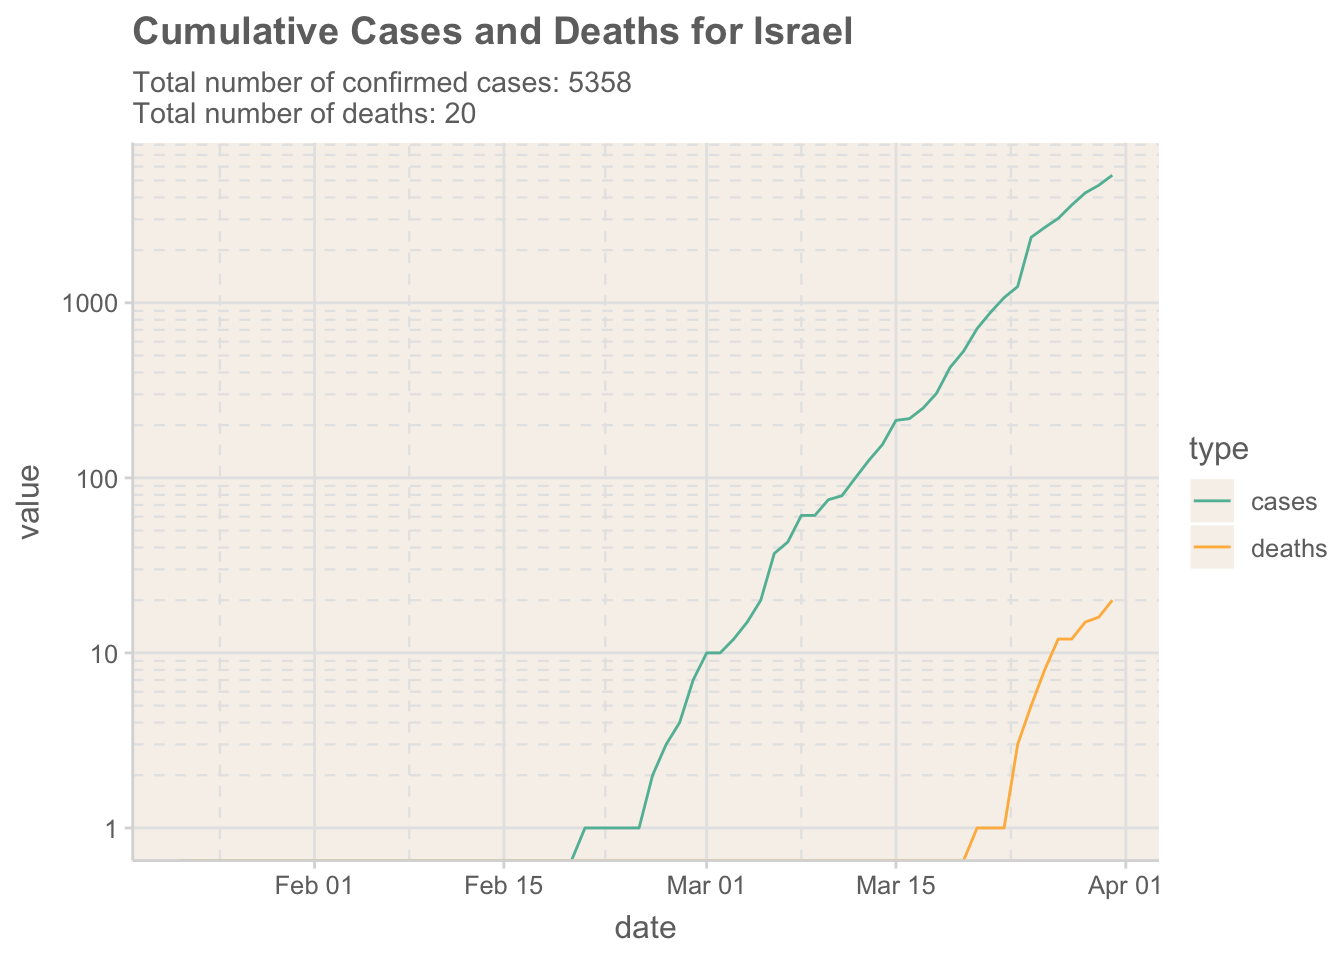 Cumulative Cases and Deaths for Israel
Total number of confirmed cases: 5358
Total number of deaths: 20
1000
100
10
1
value
Feb 01
Feb 15
Mar 01
Mar 15
Apr 01
date
type
cases
deaths